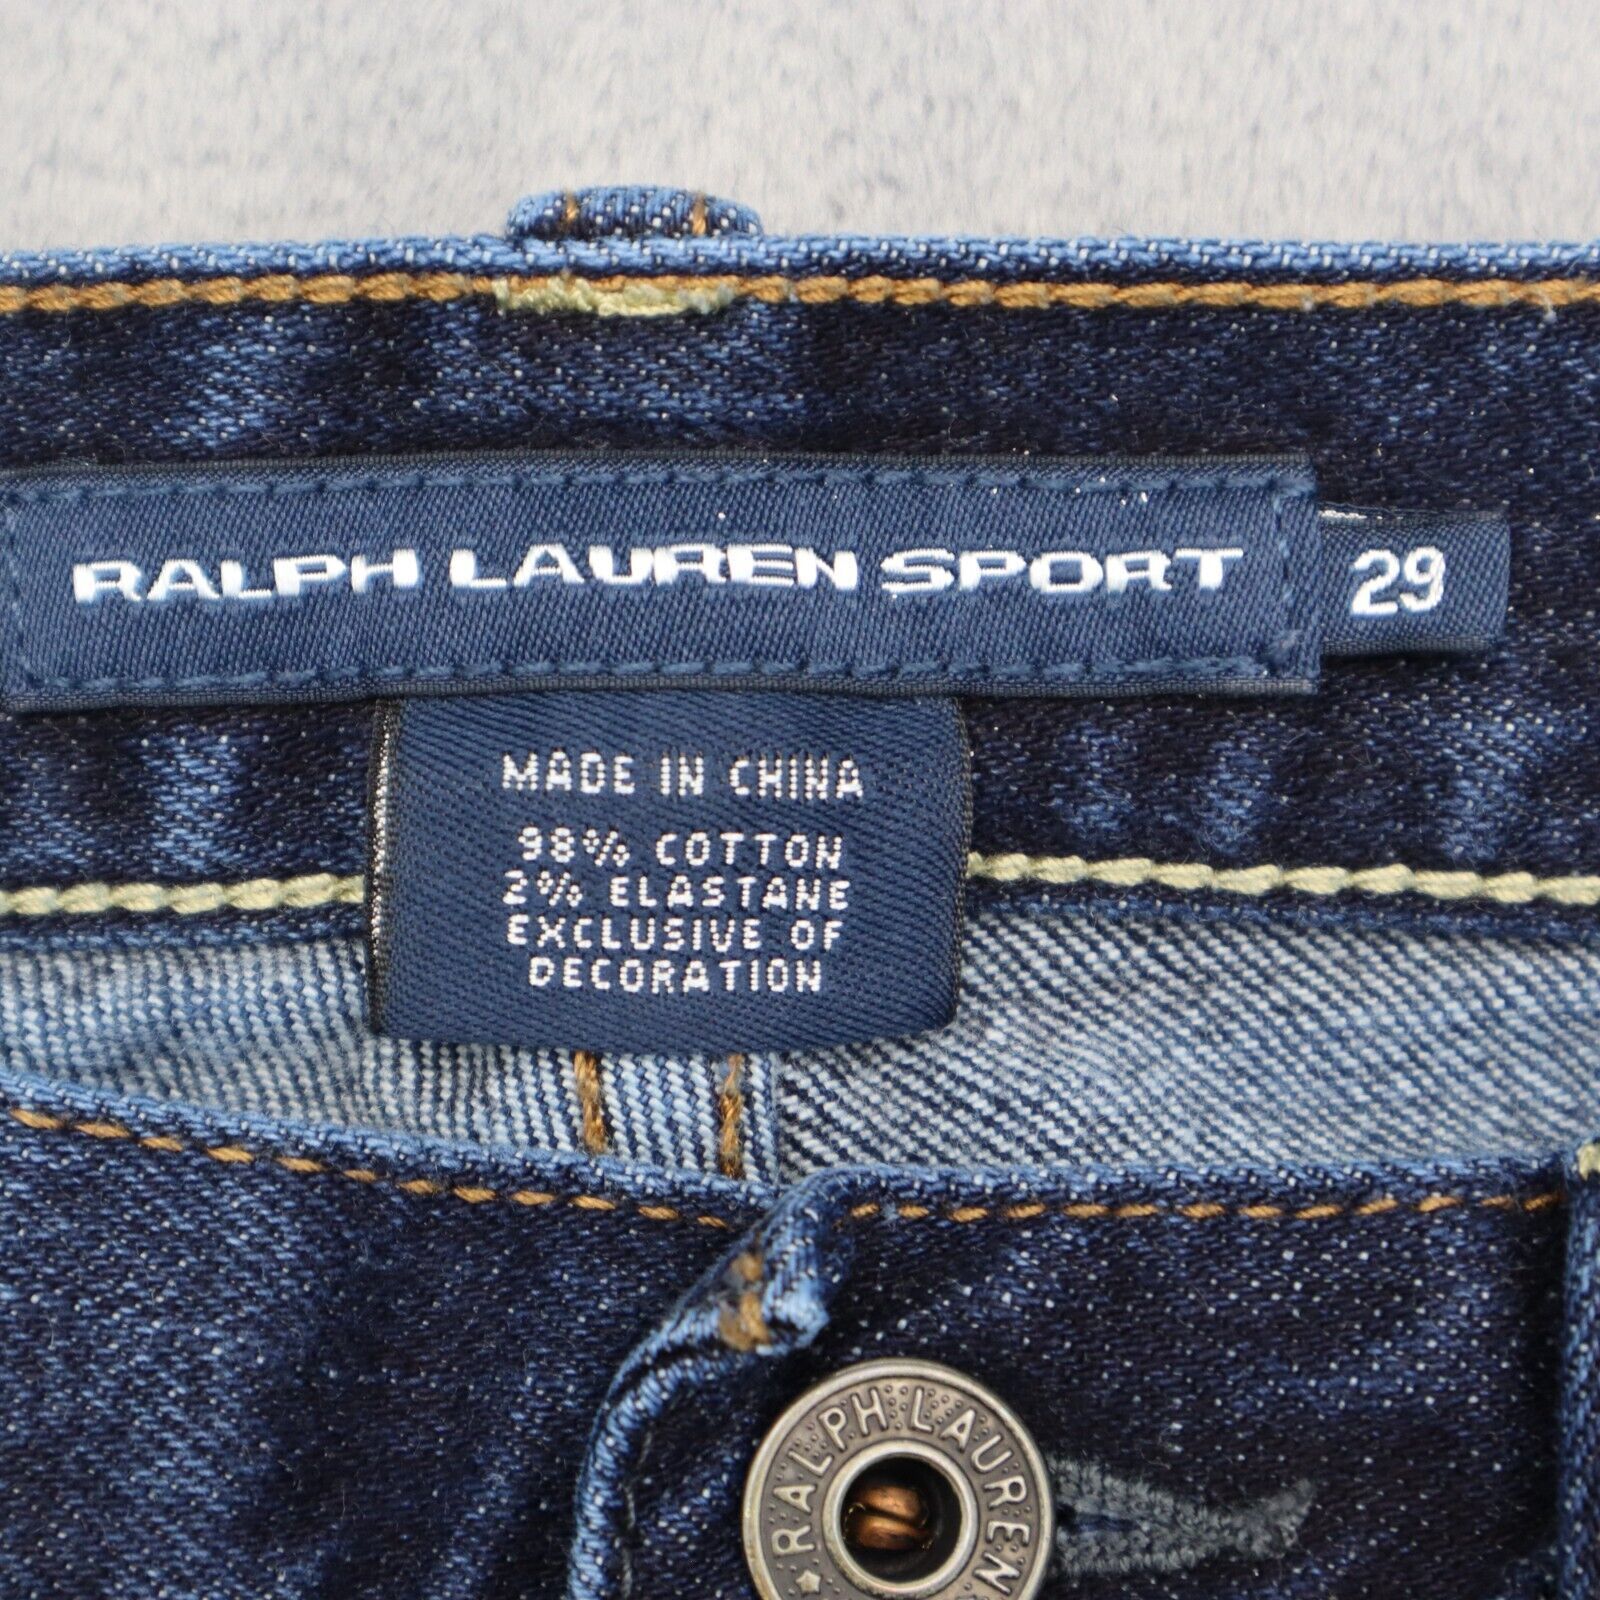 RALPH LAUREN SPORT
29
MADE IN CHINA
98% COTTON
2% ELASTANE
EXCLUSIVE OF
DECORATION
RALPH LAUREN